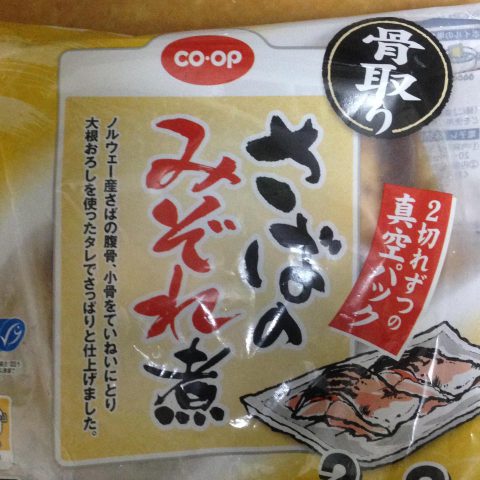 CO・OP
骨取り
さばの
みぞれ煮
ノルウェー産さばの腹骨、小骨をていねいにとり
大根おろしを使ったタレでさっぱりと仕上げました。
2切れずつの
真空パック